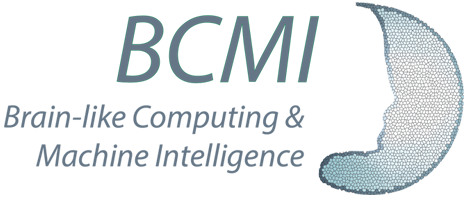 BCMI
Brain-like Computing &
Machine Intelligence